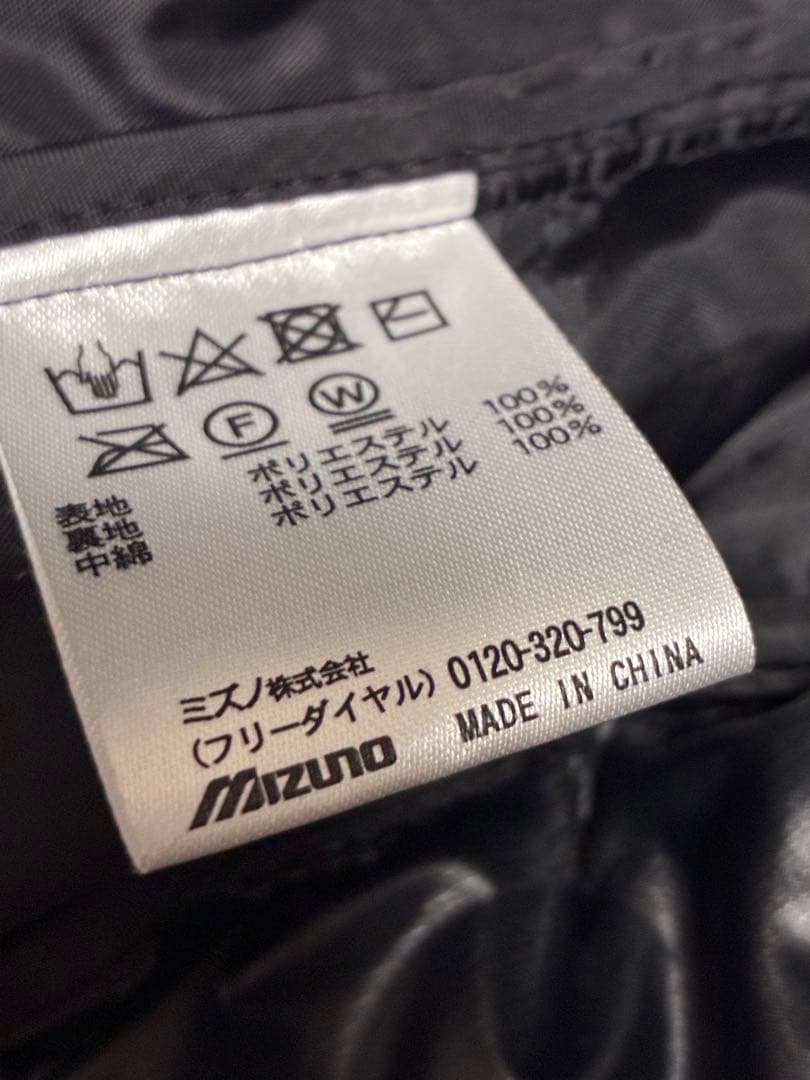 F W
表地 ポリエステル 100%
裏地 ポリエステル 100%
中綿 ポリエステル 100%
ミズノ株式会社
(フリーダイヤル) 0120-320-799
MIZUNO MADE IN CHINA